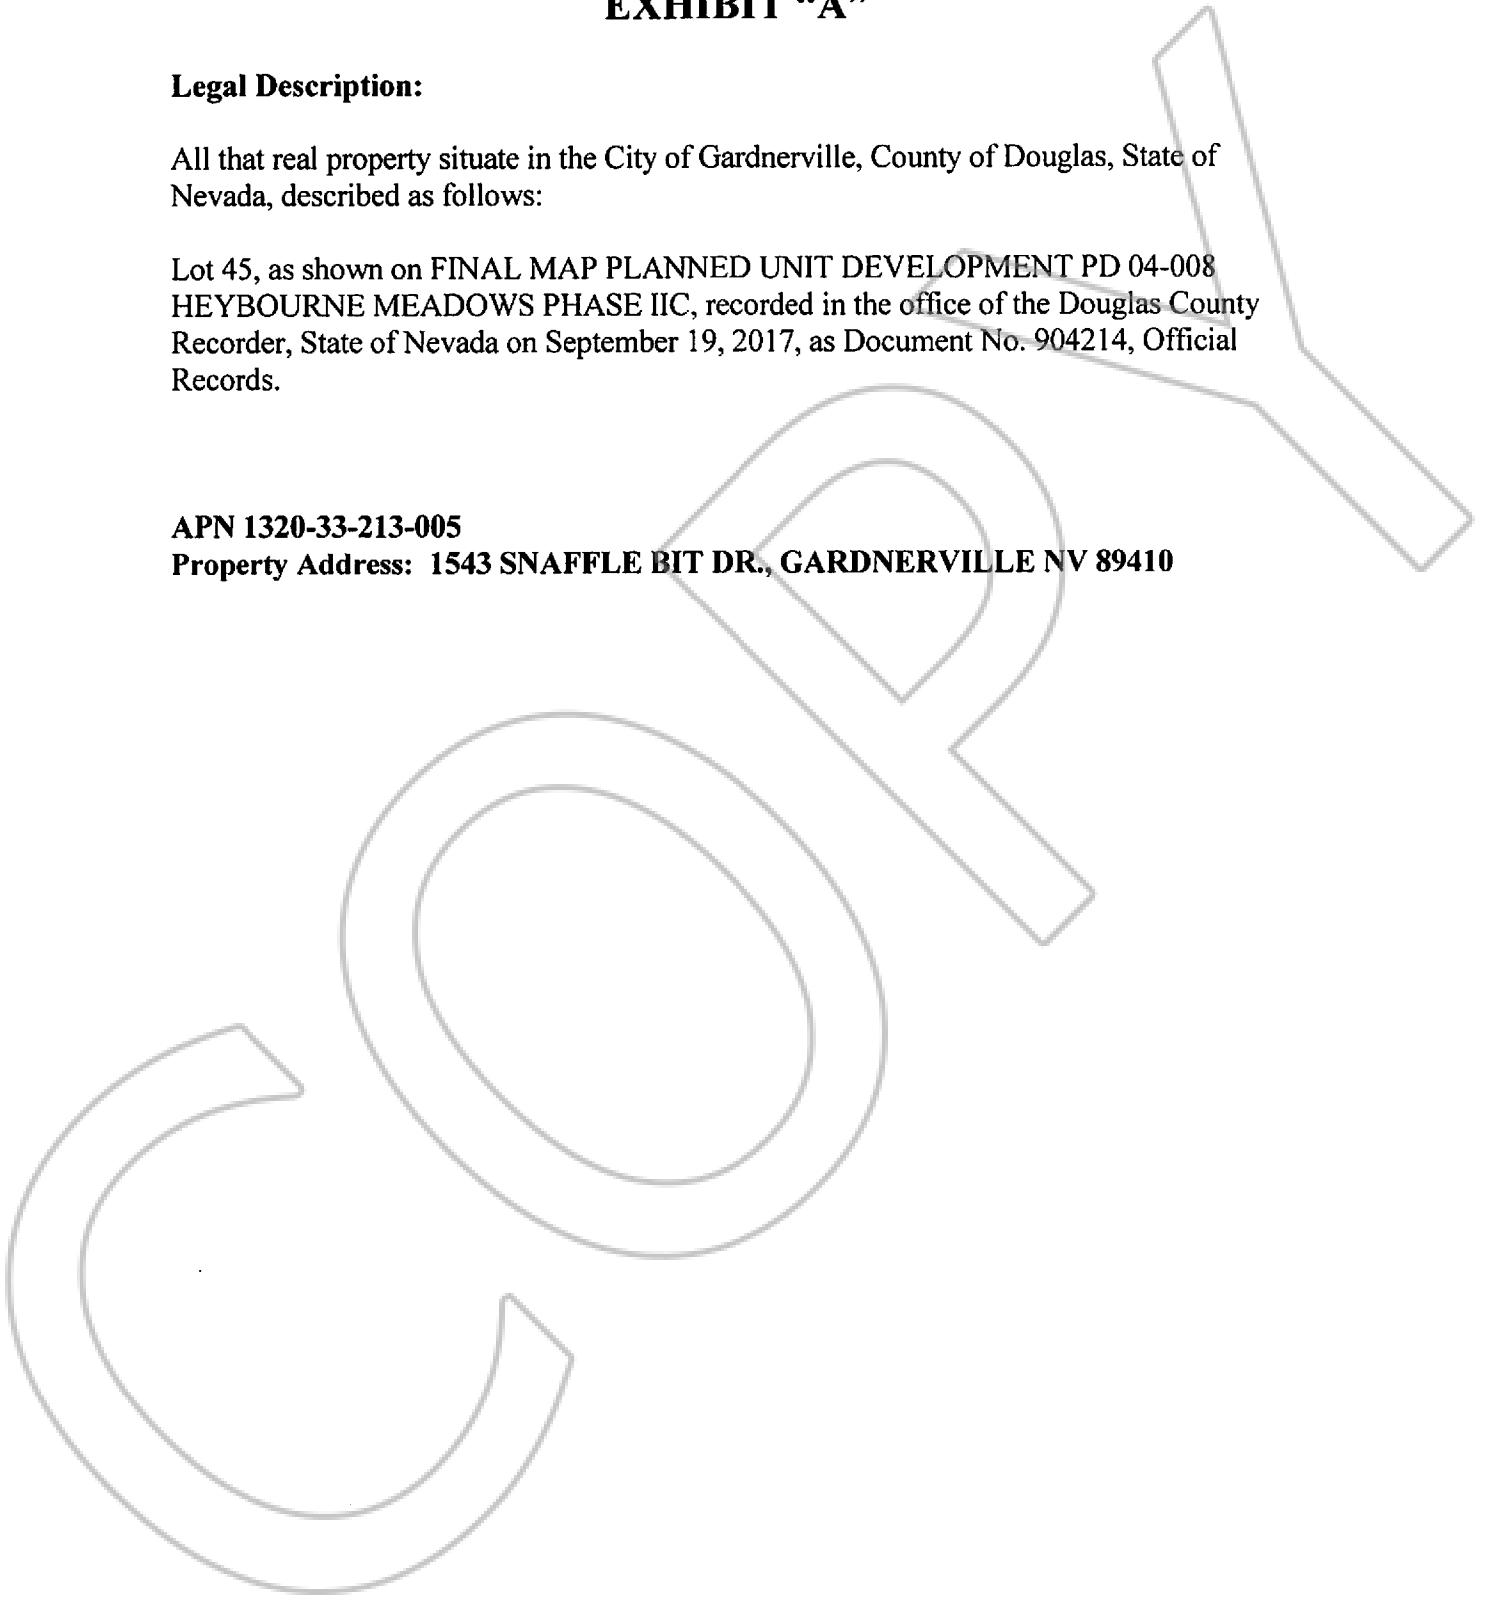 EXHIBIT “A”
Legal Description:
All that real property situate in the City of Gardnerville, County of Douglas, State of
Nevada, described as follows:
Lot 45, as shown on FINAL MAP PLANNED UNIT DEVELOPMENT PD 04-008
HEYBOURNE MEADOWS PHASE IIC, recorded in the office of the Douglas County
Recorder, State of Nevada on September 19, 2017, as Document No. 904214, Official
Records.
APN 1320-33-213-005
Property Address: 1543 SNAFFLE BIT DR., GARDNERVILLE NV 89410
COPY